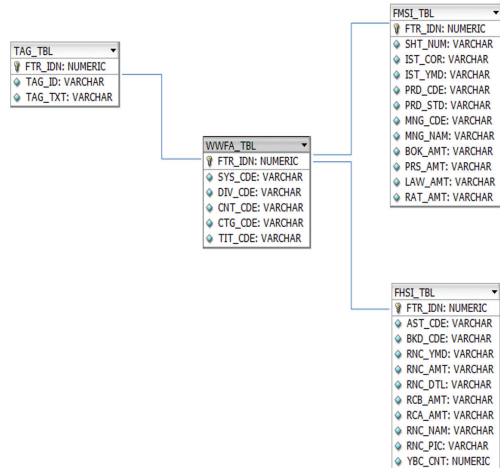 TAG_TBL
FTR_IDN: NUMERIC
TAG_ID: VARCHAR
TAG_TXT: VARCHAR
WWFA_TBL
FTR_IDN: NUMERIC
SYS_CDE: VARCHAR
DIV_CDE: VARCHAR
CNT_CDE: VARCHAR
CTG_CDE: VARCHAR
TIT_CDE: VARCHAR
FMSI_TBL
FTR_IDN: NUMERIC
SHT_NUM: VARCHAR
IST_COR: VARCHAR
IST_YMD: VARCHAR
PRD_CDE: VARCHAR
PRD_STD: VARCHAR
MNG_CDE: VARCHAR
MNG_NAM: VARCHAR
BOK_AMT: VARCHAR
PRS_AMT: VARCHAR
LAW_AMT: VARCHAR
RAT_AMT: VARCHAR
FHSI_TBL
FTR_IDN: NUMERIC
AST_CDE: VARCHAR
BKD_CDE: VARCHAR
RNC_YMD: VARCHAR
RNC_AMT: VARCHAR
RNC_DTL: VARCHAR
RCB_AMT: VARCHAR
RCA_AMT: VARCHAR
RNC_NAM: VARCHAR
RNC_PIC: VARCHAR
YBC_CNT: NUMERIC